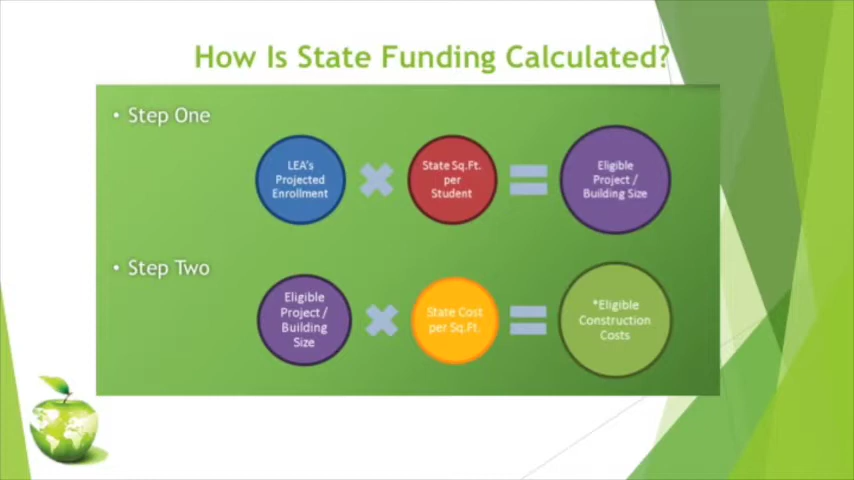 How Is State Funding Calculated?
• Step One
LEA's
Projected
Enrollment
State Sq.Ft.
per
Student
Eligible
Project /
Building Size
• Step Two
Eligible
Project /
Building
Size
State Cost
per Sq.Ft.
*Eligible
Construction
Costs